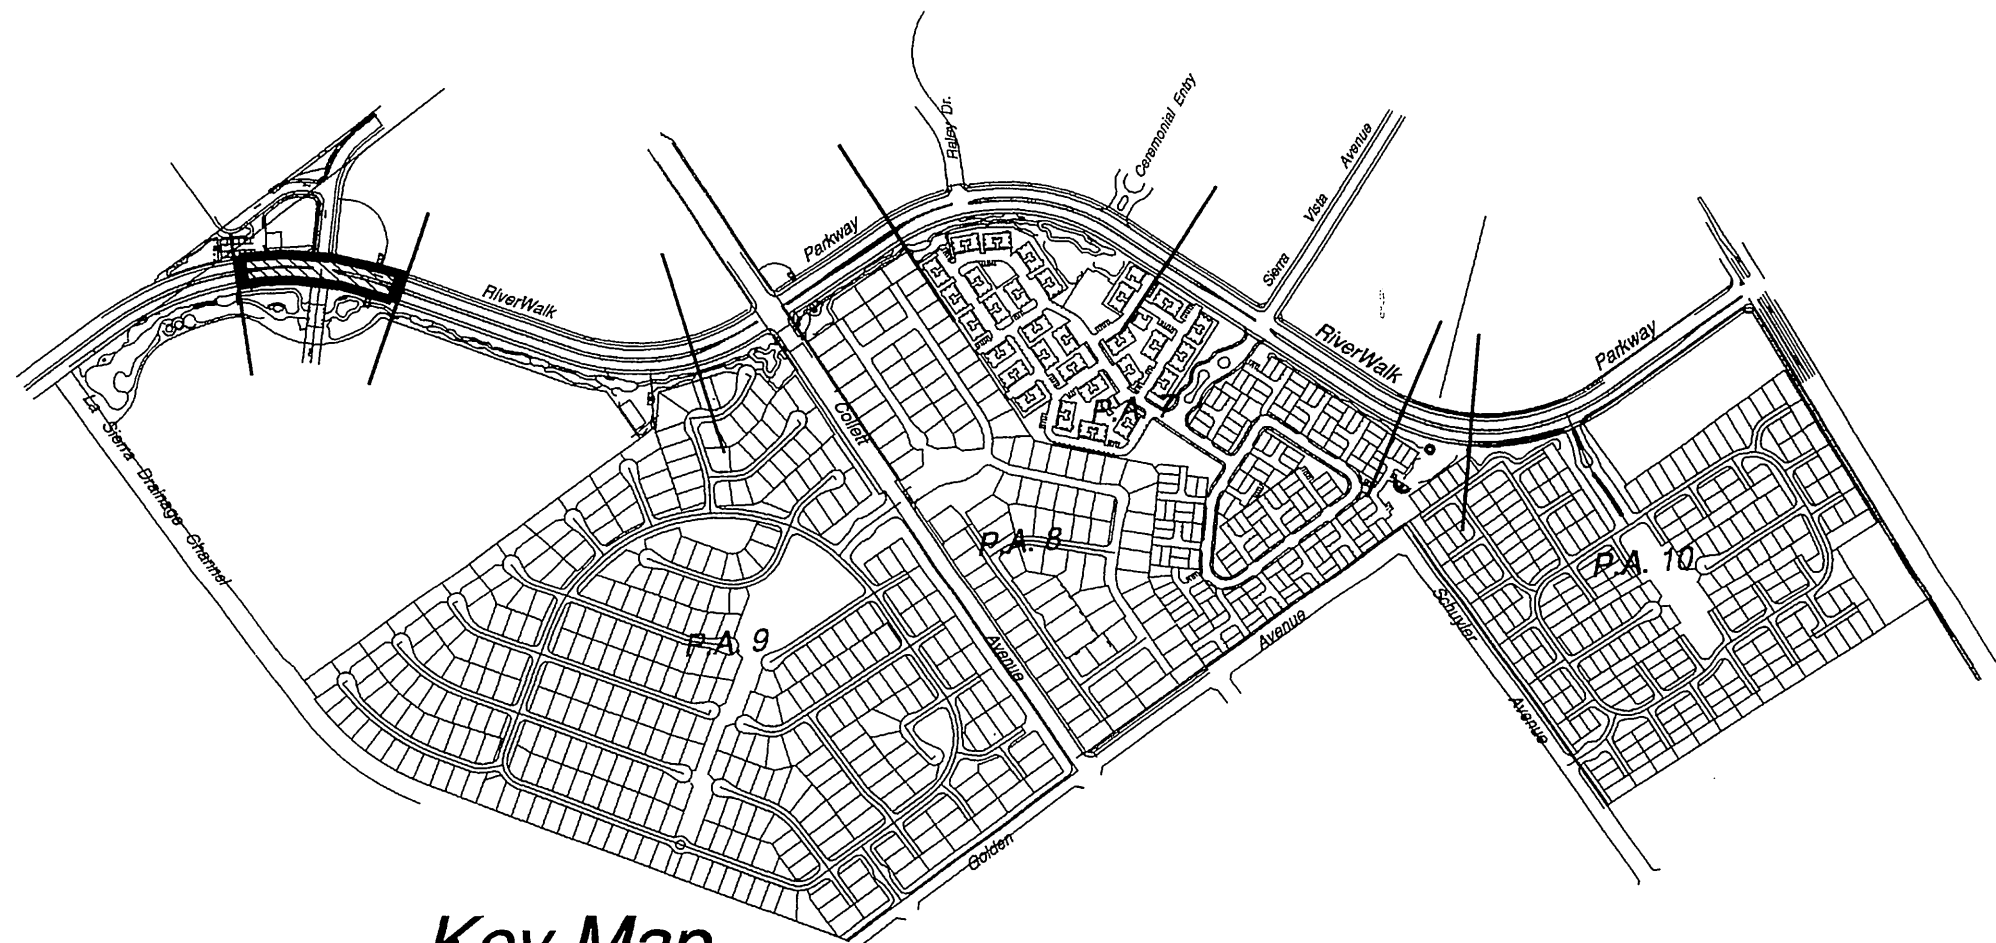 Raley Dr.
Ceremonial Entry
Sierra Vista Avenue
Parkway
RiverWalk
RiverWalk
Parkway
La Sierra Drainage Channel
Collett
Avenue
P.A. 7
P.A. 8
P.A. 9
P.A. 10
Schuyler
Avenue
Golden
Avenue
Key Map